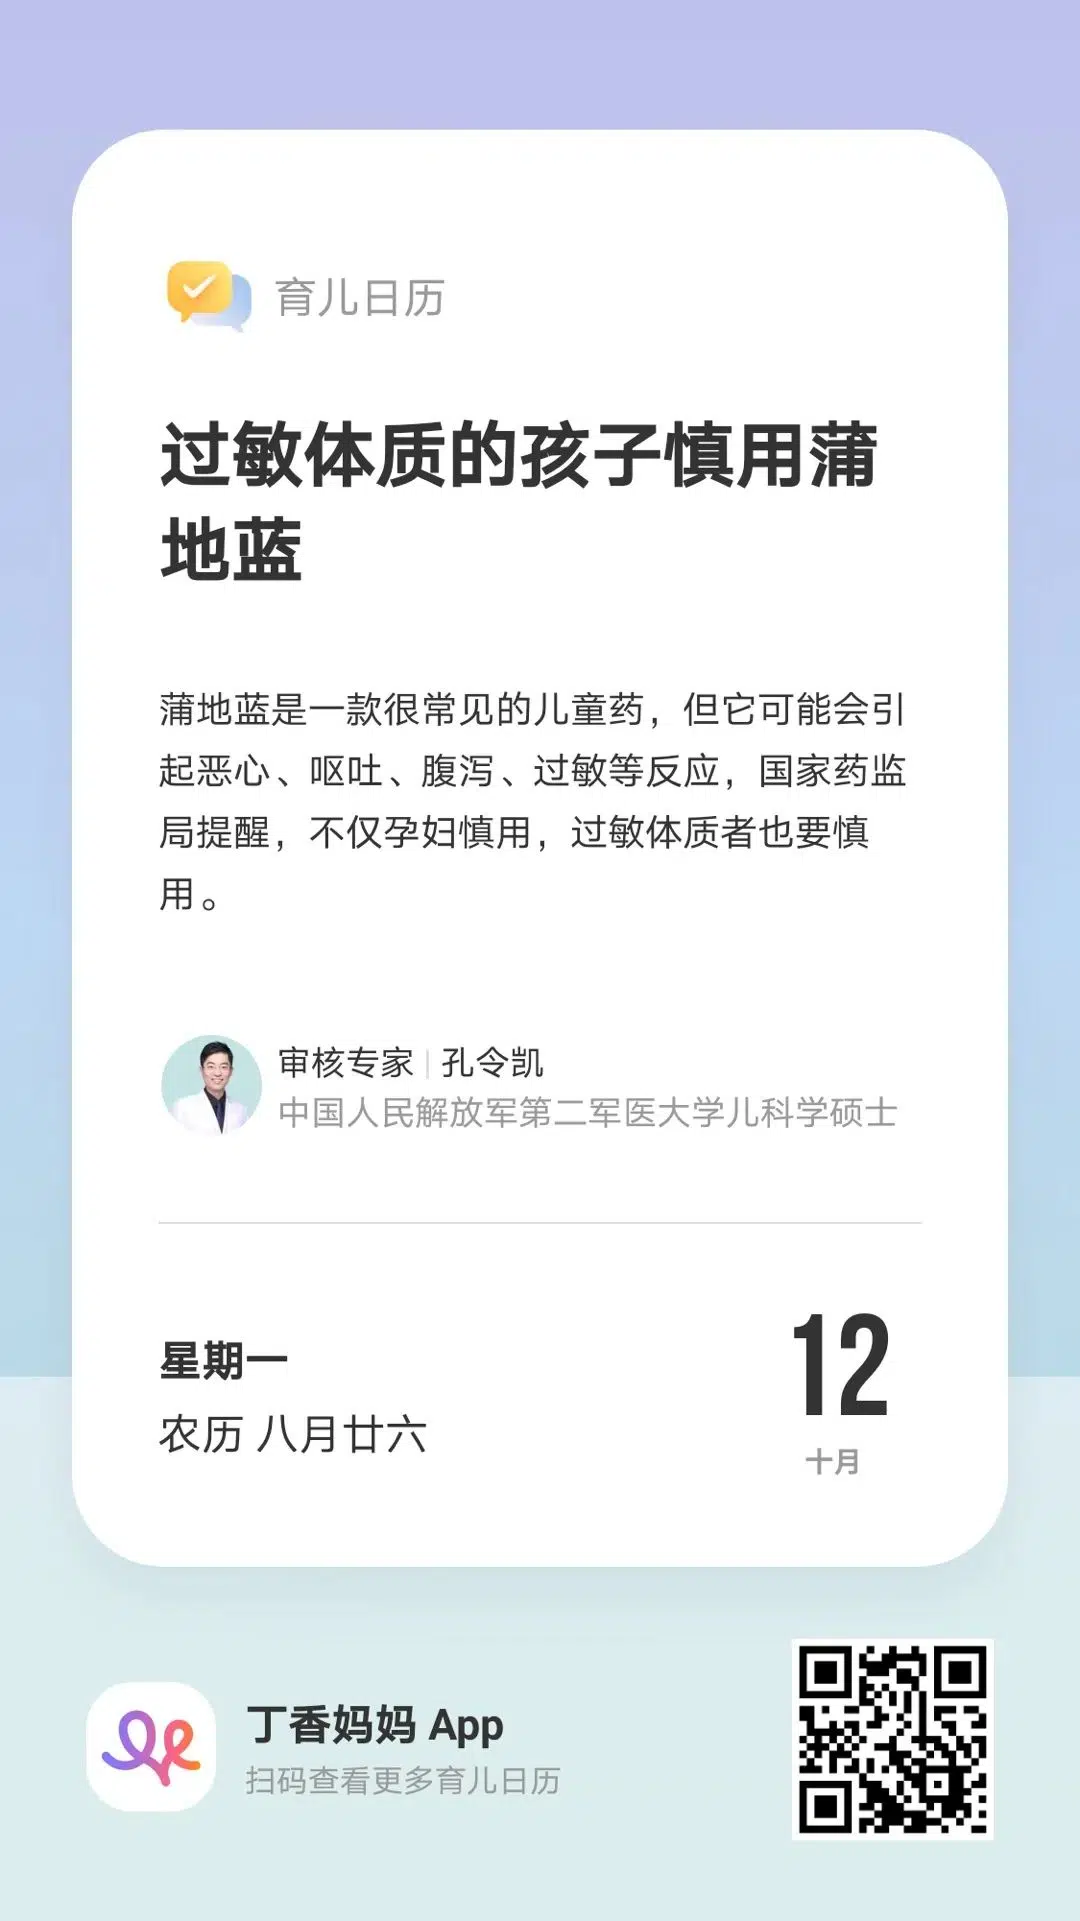 育儿日历
过敏体质的孩子慎用蒲
地蓝
蒲地蓝是一款很常见的儿童药，但它可能会引
起恶心、呕吐、腹泻、过敏等反应，国家药监
局提醒，不仅孕妇慎用，过敏体质者也要慎
用。
审核专家 | 孔令凯
中国人民解放军第二军医大学儿科学硕士
星期一
农历 八月廿六
12
十月
丁香妈妈 App
扫码查看更多育儿日历